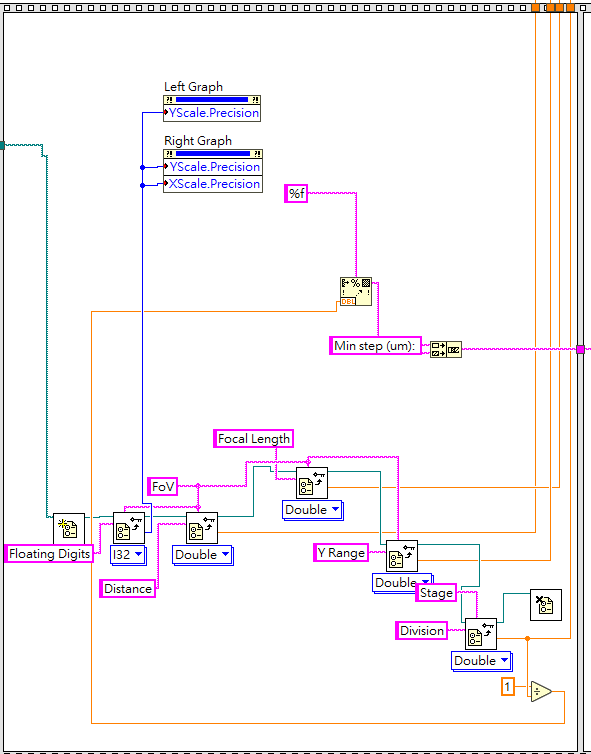 Left Graph
?! ?!
YScale.Precision
Right Graph
?! ?!
YScale.Precision
XScale.Precision
%f
%
DBL
Min step (um):
Focal Length
FoV
Double
Floating Digits
I32
Double
Y Range
Distance
Double
Stage
Division
Double
1
÷